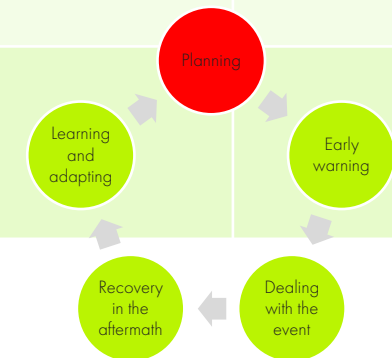 Planning
Early
warning
Dealing
with the
event
Recovery
in the
aftermath
Learning
and
adapting